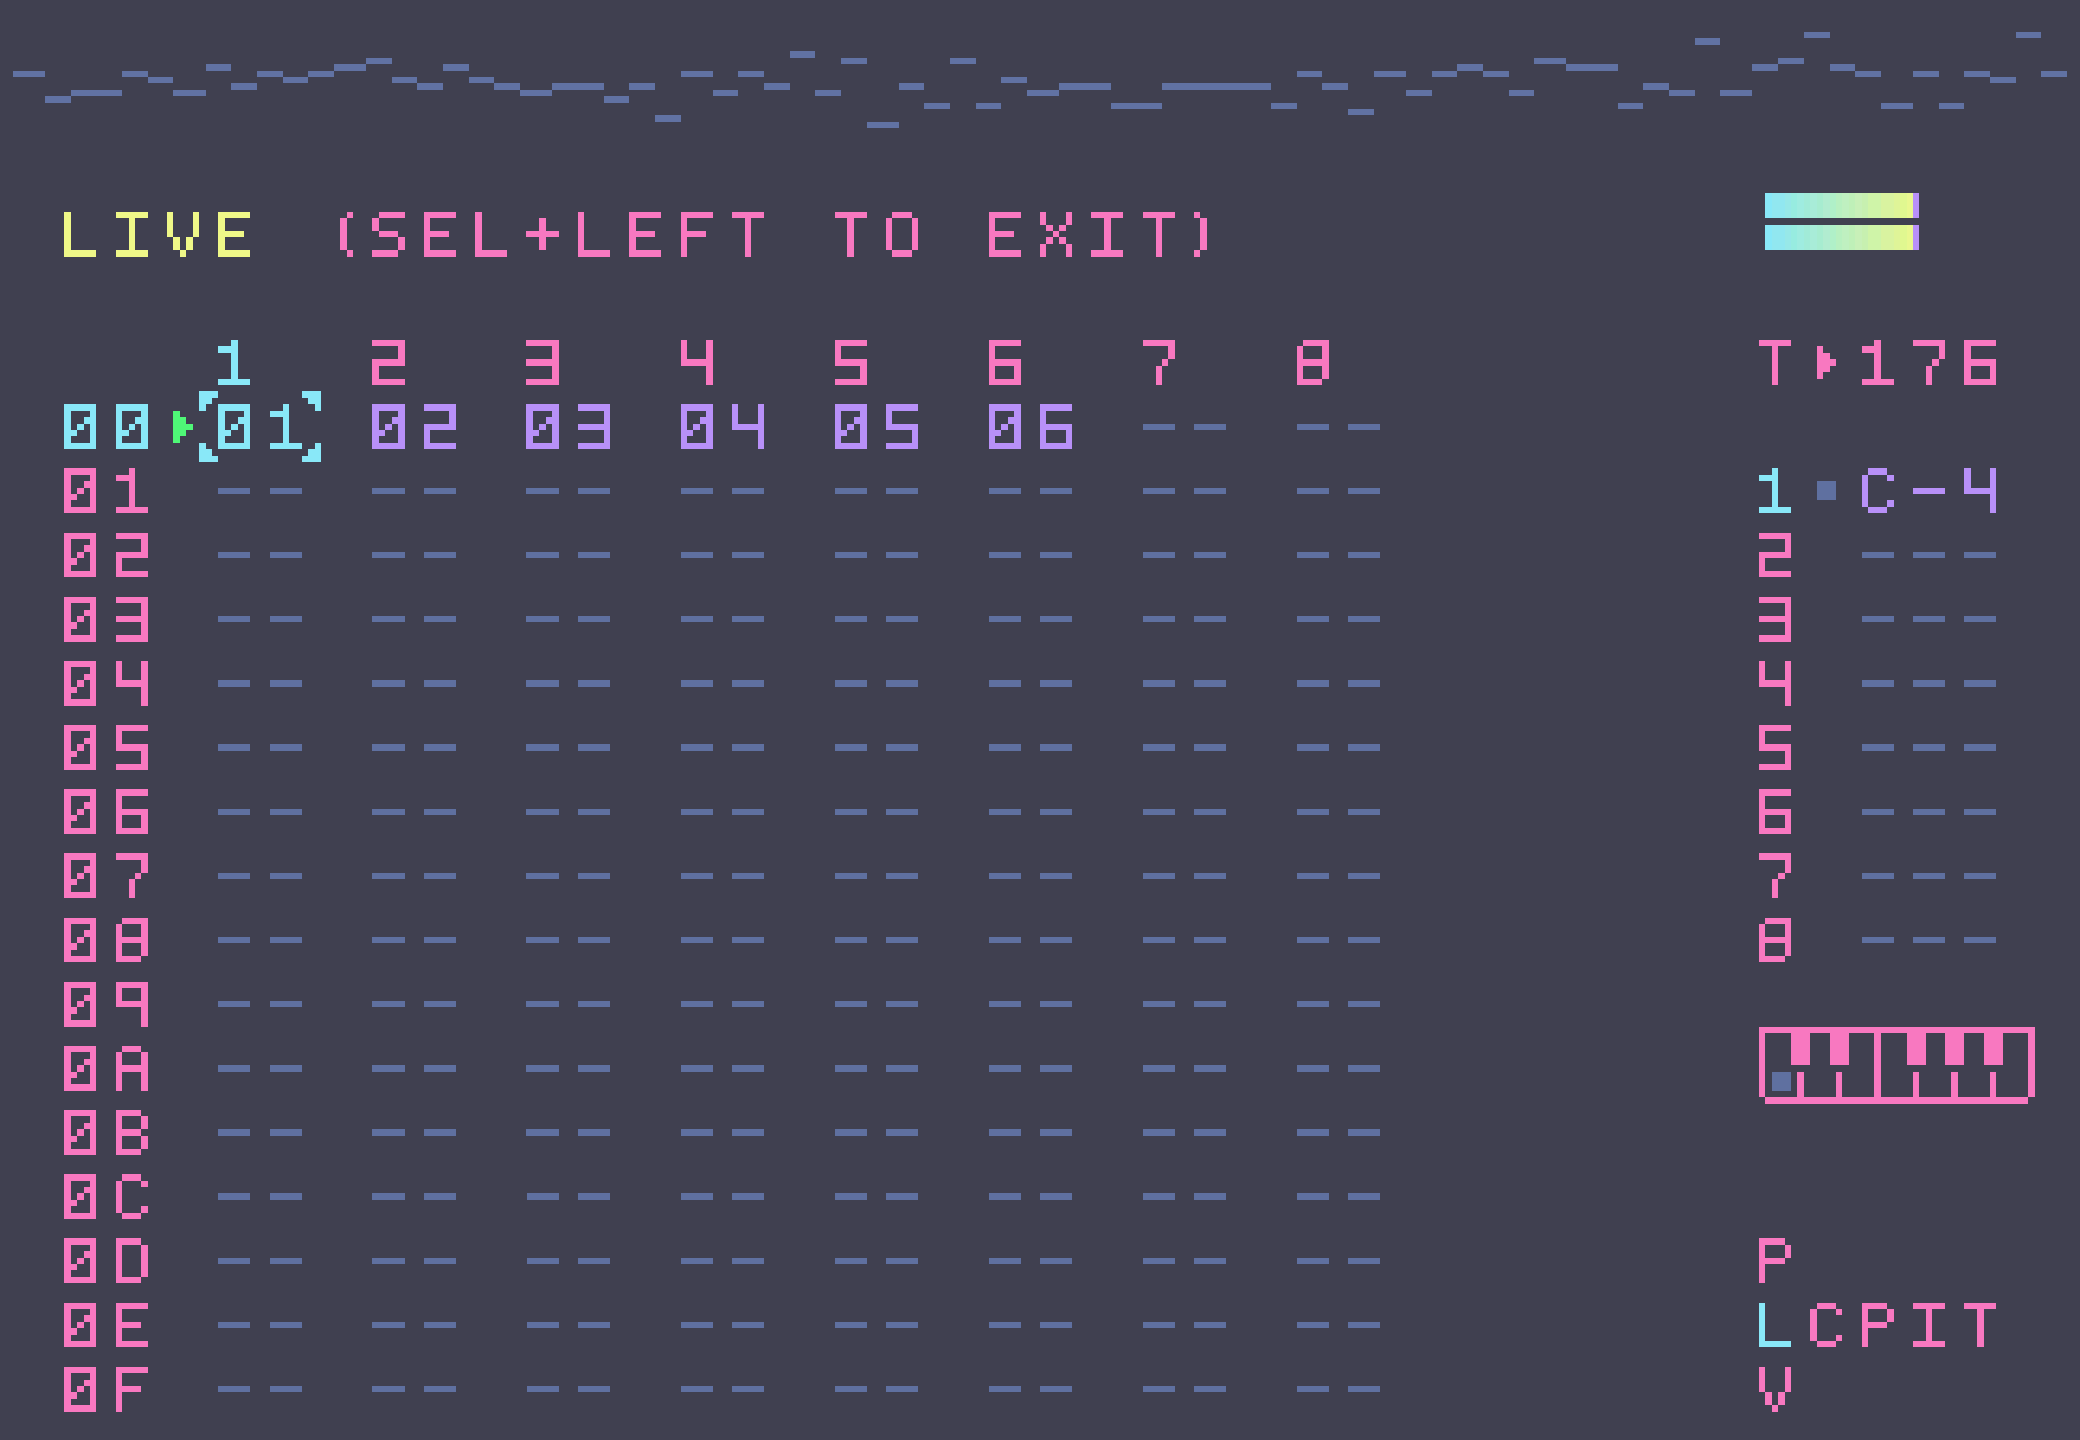 LIVE (SEL+LEFT TO EXIT)
1 2 3 4 5 6 7 8 T▶176
00▶01 02 03 04 05 06 -- --
01 -- -- -- -- -- -- -- -- 1 C-4
02 -- -- -- -- -- -- -- -- 2 ---
03 -- -- -- -- -- -- -- -- 3 ---
04 -- -- -- -- -- -- -- -- 4 ---
05 -- -- -- -- -- -- -- -- 5 ---
06 -- -- -- -- -- -- -- -- 6 ---
07 -- -- -- -- -- -- -- -- 7 ---
08 -- -- -- -- -- -- -- -- 8 ---
09 -- -- -- -- -- -- -- --
0A -- -- -- -- -- -- -- --
0B -- -- -- -- -- -- -- --
0C -- -- -- -- -- -- -- --
0D -- -- -- -- -- -- -- -- P
0E -- -- -- -- -- -- -- -- LCPIT
0F -- -- -- -- -- -- -- -- V